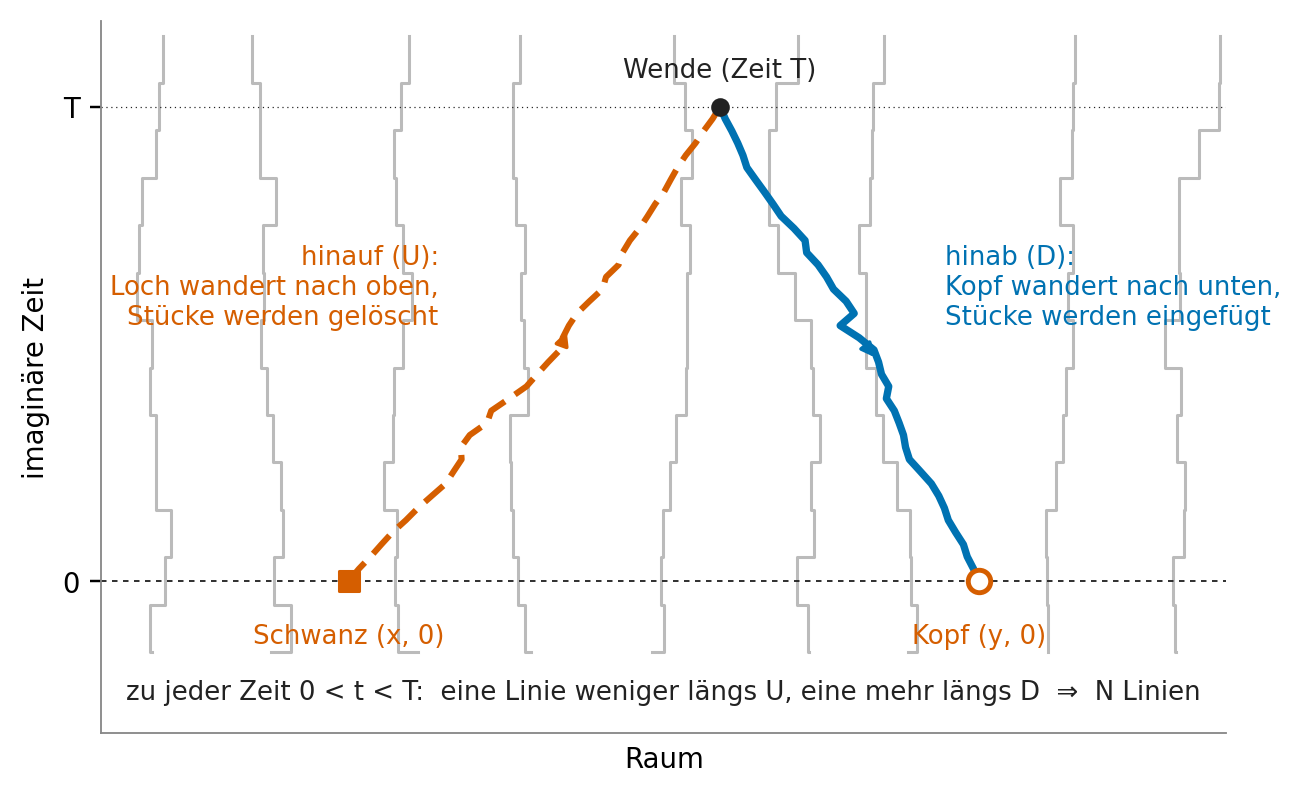 Wende (Zeit T)
T
hinauf (U):
Loch wandert nach oben,
Stücke werden gelöscht
hinab (D):
Kopf wandert nach unten,
Stücke werden eingefügt
imaginäre Zeit
0
Schwanz (x, 0)
Kopf (y, 0)
zu jeder Zeit 0 < t < T:  eine Linie weniger längs U, eine mehr längs D  ⇒  N Linien
Raum